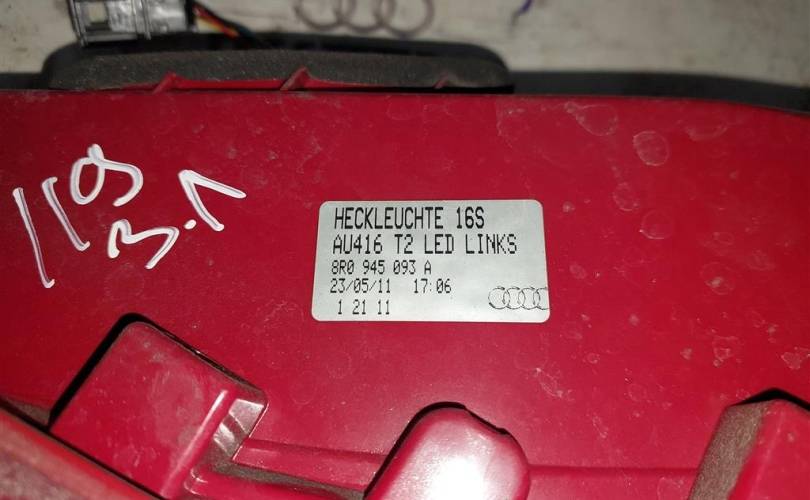 119
3.1
HECKLEUCHTE 16S
AU416 T2 LED LINKS
8R0 945 093 A
23/05/11 17:06
1 21 11